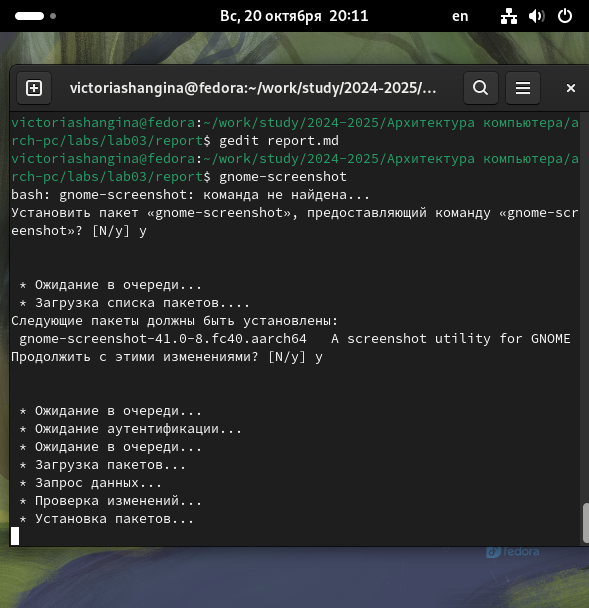 Вс, 20 октября 20:11
en
victoriashangina@fedora:~/work/study/2024-2025/...
victoriashangina@fedora:~/work/study/2024-2025/Архитектура компьютера/a
rch-pc/labs/lab03/report$ gedit report.md
victoriashangina@fedora:~/work/study/2024-2025/Архитектура компьютера/a
rch-pc/labs/lab03/report$ gnome-screenshot
bash: gnome-screenshot: команда не найдена...
Установить пакет «gnome-screenshot», предоставляющий команду «gnome-scr
eenshot»? [N/y] y
* Ожидание в очереди...
* Загрузка списка пакетов....
Следующие пакеты должны быть установлены:
gnome-screenshot-41.0-8.fc40.aarch64   A screenshot utility for GNOME
Продолжить с этими изменениями? [N/y] y
* Ожидание в очереди...
* Ожидание аутентификации...
* Ожидание в очереди...
* Загрузка пакетов...
* Запрос данных...
* Проверка изменений...
* Установка пакетов...
fedora